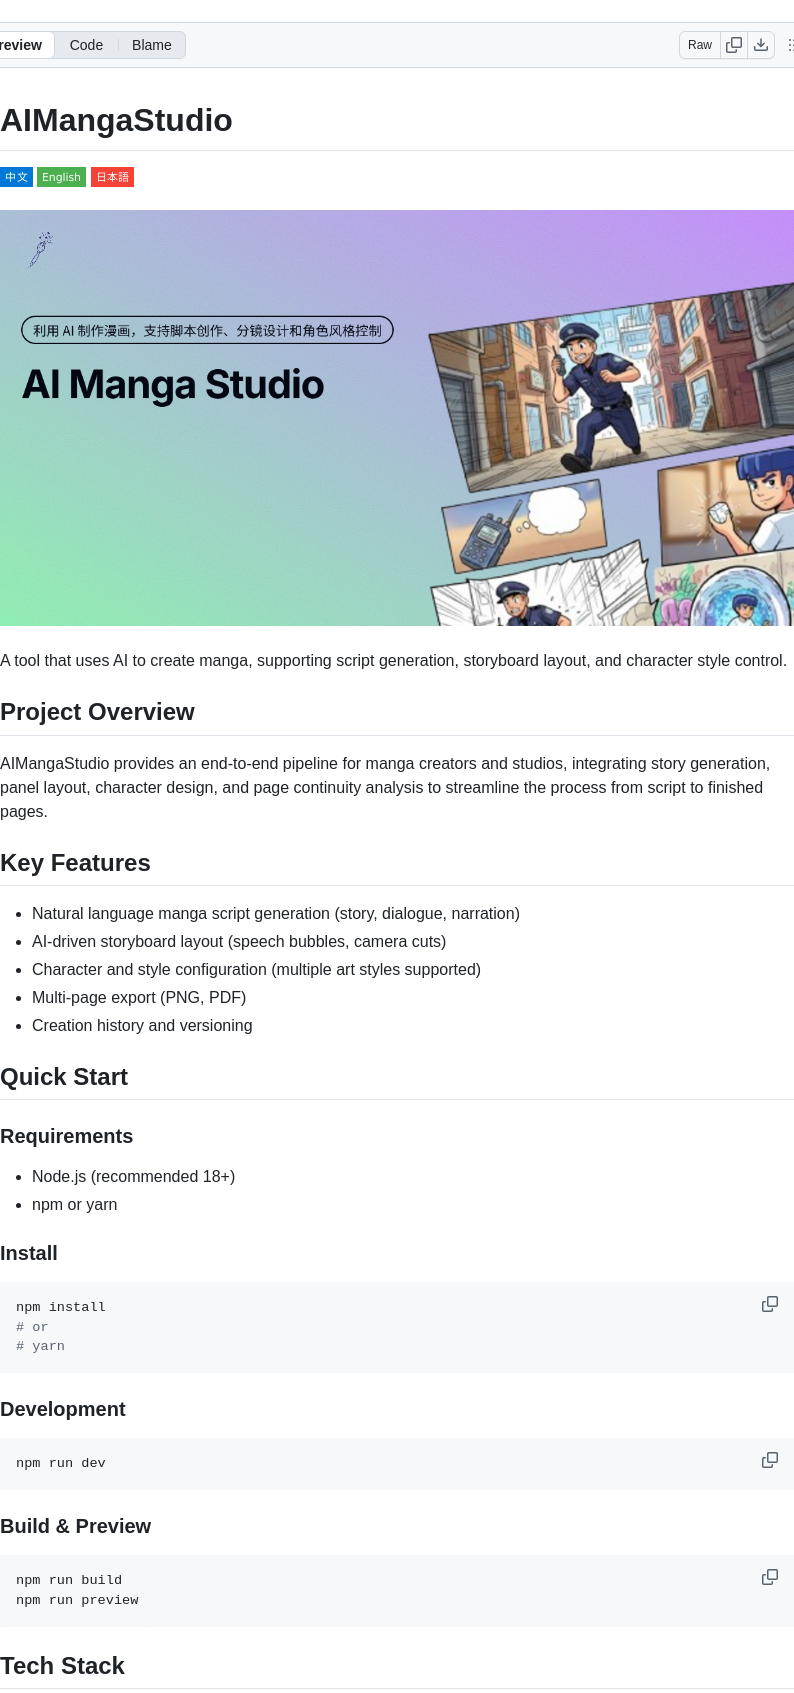 review Code Blame Raw
AIMangaStudio
中文 English 日本語
利用 AI 制作漫画，支持脚本创作、分镜设计和角色风格控制
AI Manga Studio
A tool that uses AI to create manga, supporting script generation, storyboard layout, and character style control.
Project Overview
AIMangaStudio provides an end-to-end pipeline for manga creators and studios, integrating story generation,
panel layout, character design, and page continuity analysis to streamline the process from script to finished
pages.
Key Features
Natural language manga script generation (story, dialogue, narration)
AI-driven storyboard layout (speech bubbles, camera cuts)
Character and style configuration (multiple art styles supported)
Multi-page export (PNG, PDF)
Creation history and versioning
Quick Start
Requirements
Node.js (recommended 18+)
npm or yarn
Install
npm install
# or
# yarn
Development
npm run dev
Build & Preview
npm run build
npm run preview
Tech Stack